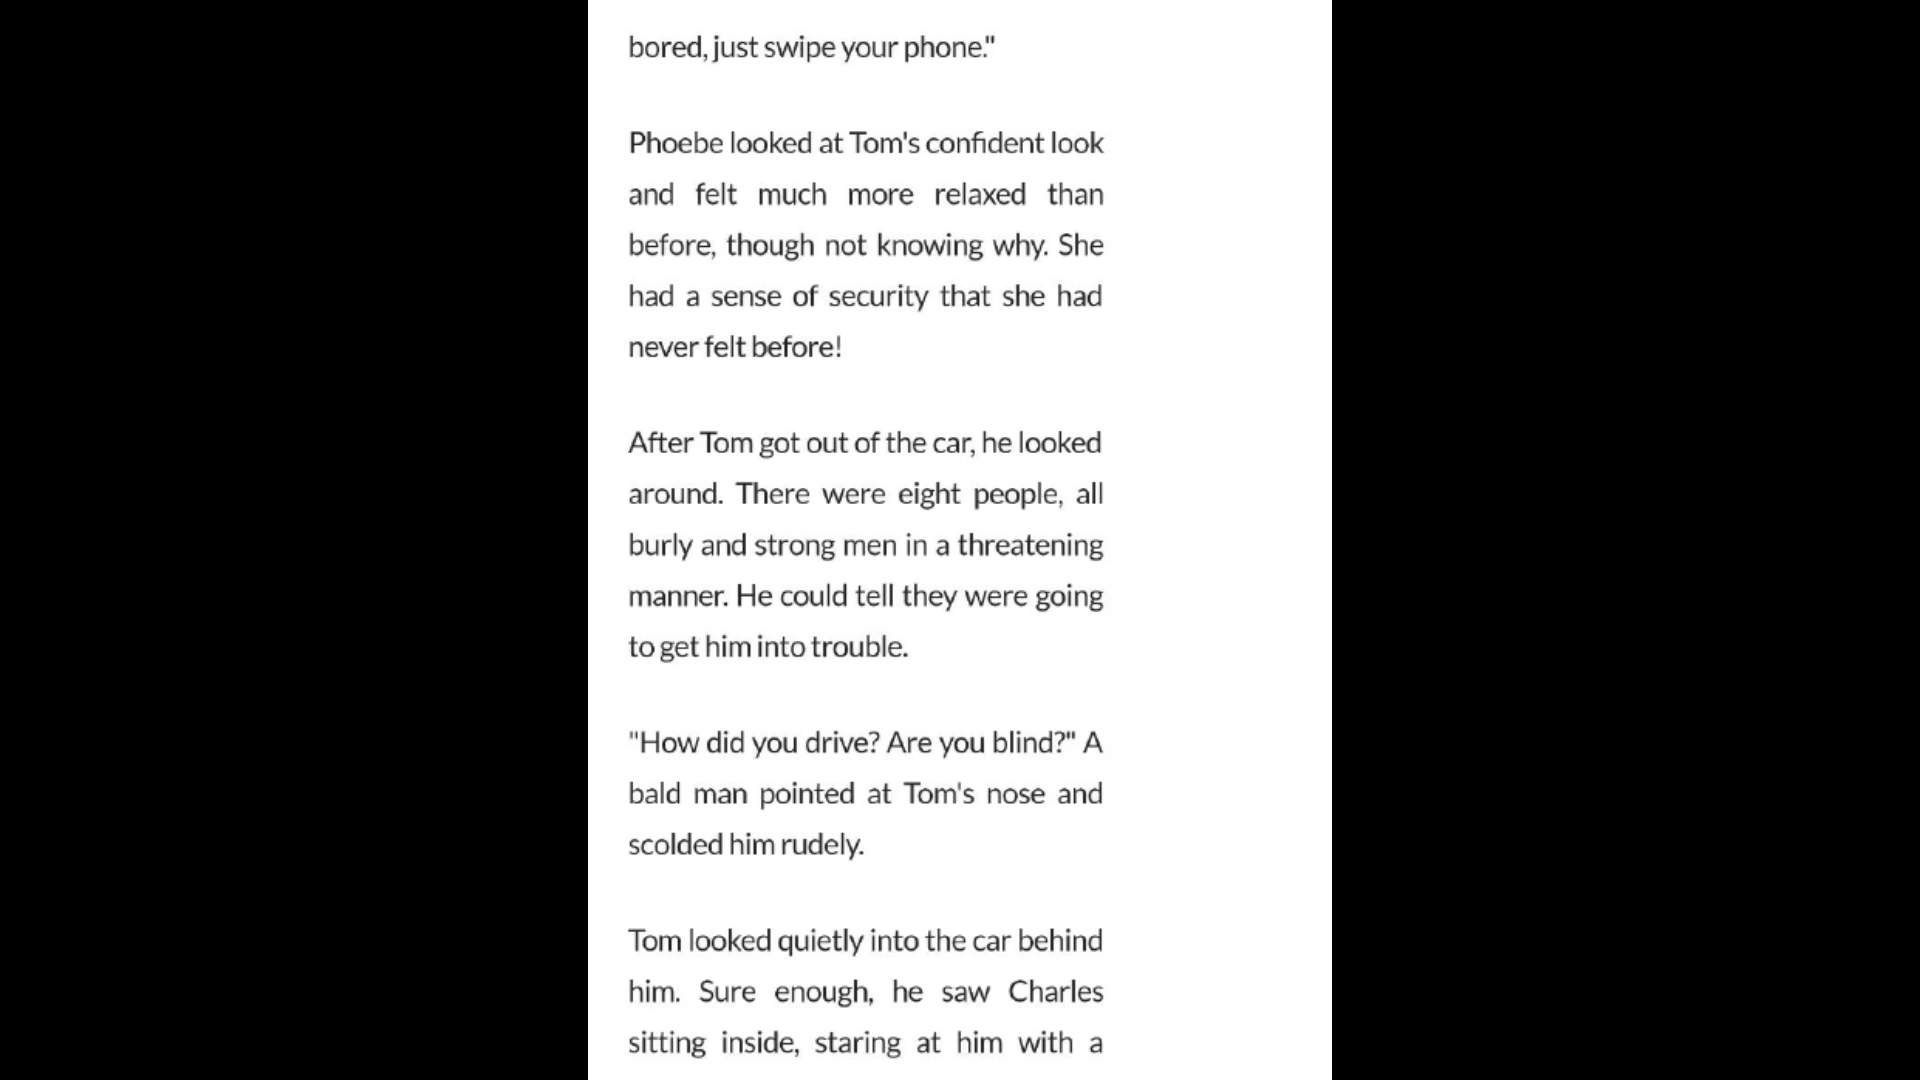 bored, just swipe your phone."
Phoebe looked at Tom's confident look
and felt much more relaxed than
before, though not knowing why. She
had a sense of security that she had
never felt before!
After Tom got out of the car, he looked
around. There were eight people, all
burly and strong men in a threatening
manner. He could tell they were going
to get him into trouble.
"How did you drive? Are you blind?" A
bald man pointed at Tom's nose and
scolded him rudely.
Tom looked quietly into the car behind
him. Sure enough, he saw Charles
sitting inside, staring at him with a